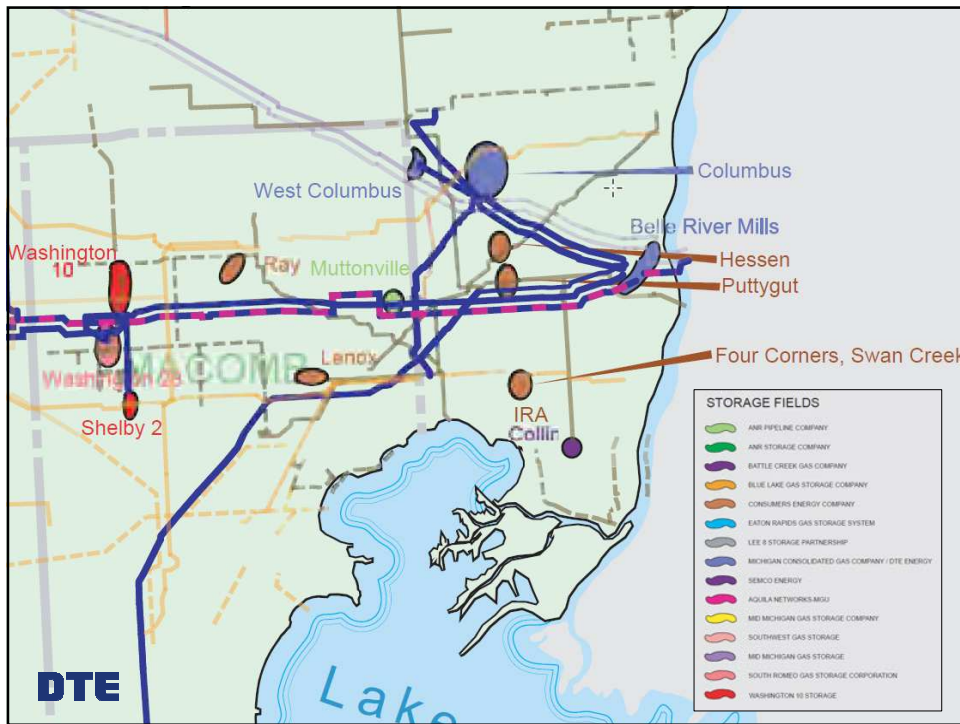 Columbus
West Columbus
Belle River Mills
Washington
10
Ray
Muttonville
Hessen
Puttygut
MACOMB
Lenox
Washington 28
Four Corners, Swan Creek
Shelby 2
IRA
Collin
STORAGE FIELDS
ANR PIPELINE COMPANY
ANR STORAGE COMPANY
BATTLE CREEK GAS COMPANY
BLUE LAKE GAS STORAGE COMPANY
CONSUMERS ENERGY COMPANY
EATON RAPIDS GAS STORAGE SYSTEM
LEE 8 STORAGE PARTNERSHIP
MICHIGAN CONSOLIDATED GAS COMPANY / DTE ENERGY
SEMCO ENERGY
AQUILA NETWORKS-MGU
MID MICHIGAN GAS STORAGE COMPANY
SOUTHWEST GAS STORAGE
MID MICHIGAN GAS STORAGE
SOUTH ROMEO GAS STORAGE CORPORATION
WASHINGTON 10 STORAGE
DTE
Lake